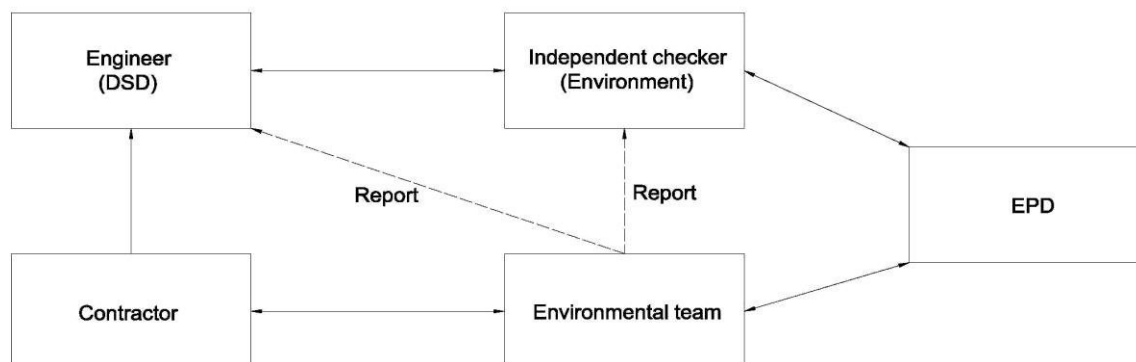 Engineer
(DSD)
Independent checker
(Environment)
Report
Report
EPD
Contractor
Environmental team